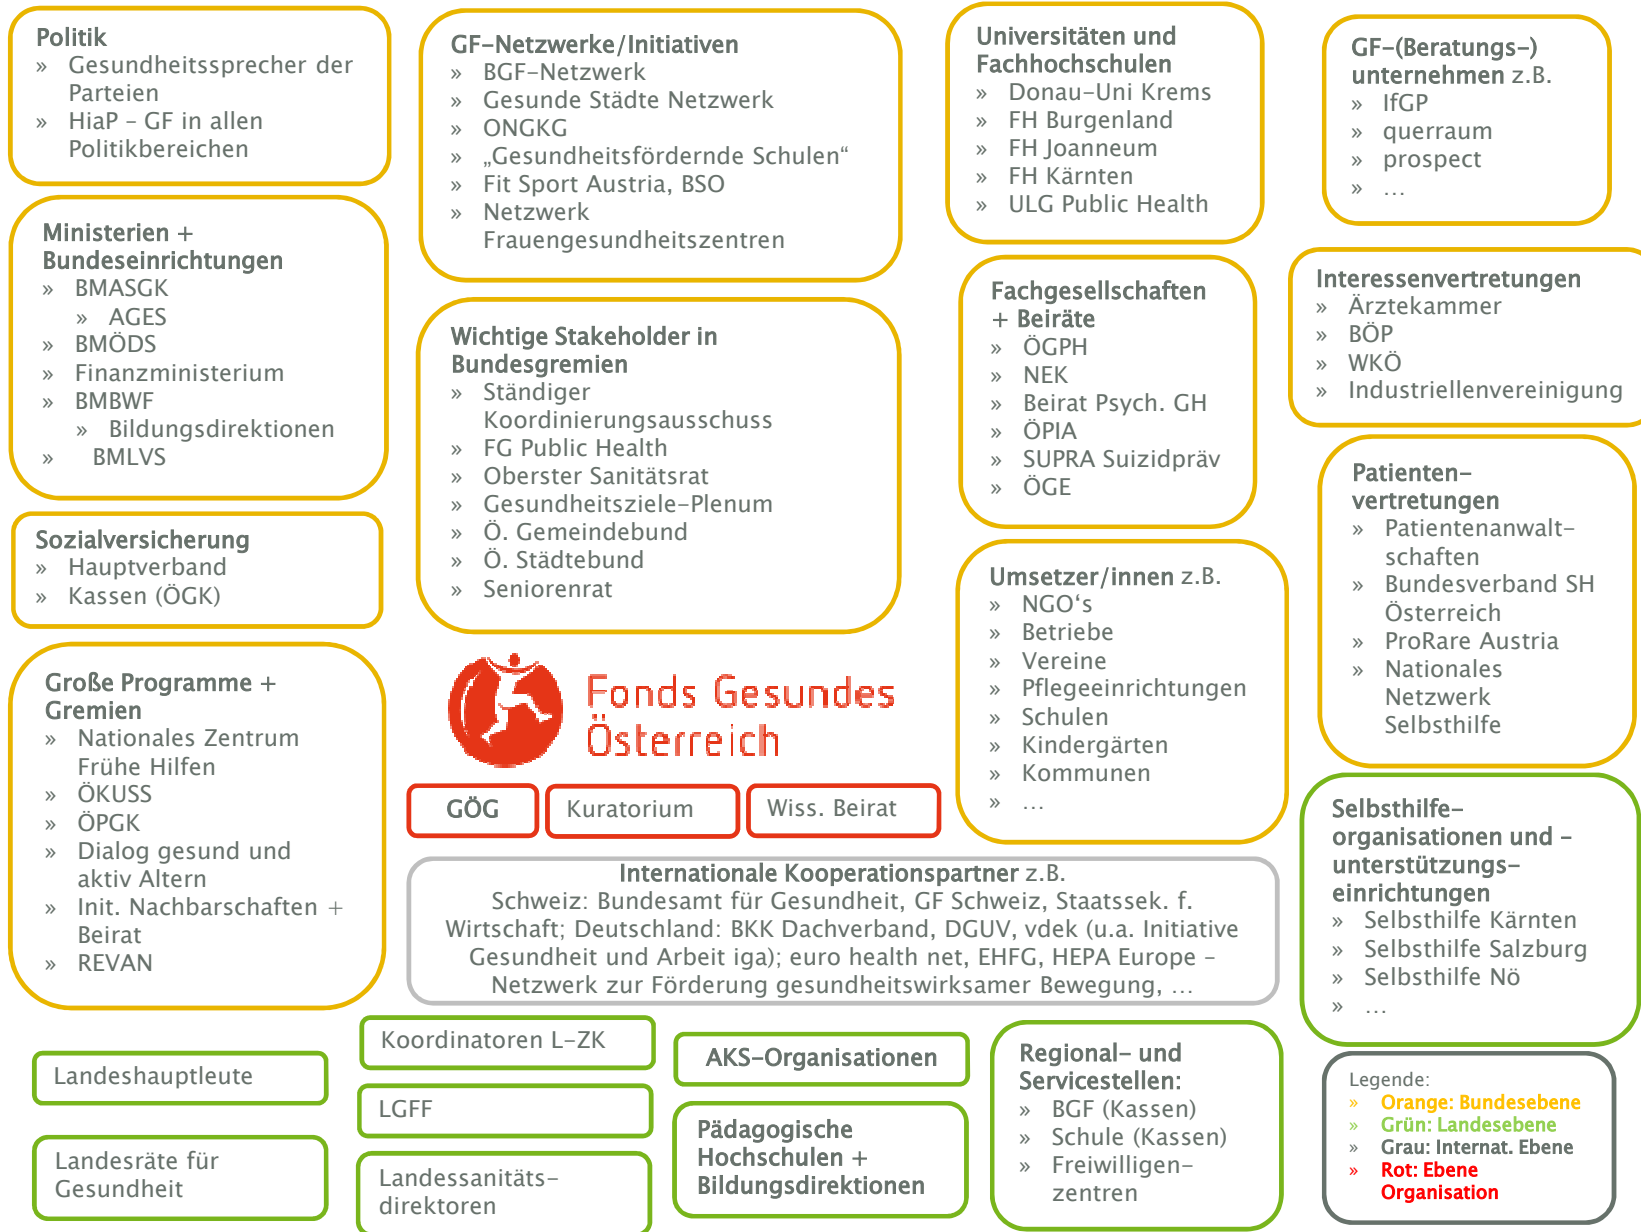 Politik
» Gesundheitssprecher der
Parteien
» HiaP – GF in allen
Politikbereichen
Ministerien +
Bundeseinrichtungen
» BMASGK
» AGES
» BMÖDS
» Finanzministerium
» BMBWF
» Bildungsdirektionen
» BMLVS
Sozialversicherung
» Hauptverband
» Kassen (ÖGK)
Große Programme +
Gremien
» Nationales Zentrum
Frühe Hilfen
» ÖKUSS
» ÖPGK
» Dialog gesund und
aktiv Altern
» Init. Nachbarschaften +
Beirat
» REVAN
GF-Netzwerke/Initiativen
» BGF-Netzwerk
» Gesunde Städte Netzwerk
» ONGKG
» „Gesundheitsfördernde Schulen“
» Fit Sport Austria, BSO
» Netzwerk
Frauengesundheitszentren
Wichtige Stakeholder in
Bundesgremien
» Ständiger
Koordinierungsausschuss
» FG Public Health
» Oberster Sanitätsrat
» Gesundheitsziele-Plenum
» Ö. Gemeindebund
» Ö. Städtebund
» Seniorenrat
Fonds Gesundes
Österreich
GÖG
Kuratorium
Wiss. Beirat
Universitäten und
Fachhochschulen
» Donau-Uni Krems
» FH Burgenland
» FH Joanneum
» FH Kärnten
» ULG Public Health
Fachgesellschaften
+ Beiräte
» ÖGPH
» NEK
» Beirat Psych. GH
» ÖPIA
» SUPRA Suizidpräv
» ÖGE
Umsetzer/innen z.B.
» NGO‘s
» Betriebe
» Vereine
» Pflegeeinrichtungen
» Schulen
» Kindergärten
» Kommunen
» …
GF-(Beratungs-)
unternehmen z.B.
» IfGP
» querraum
» prospect
» …
Interessenvertretungen
» Ärztekammer
» BÖP
» WKÖ
» Industriellenvereinigung
Patienten-
vertretungen
» Patientenanwalt-
schaften
» Bundesverband SH
Österreich
» ProRare Austria
» Nationales
Netzwerk
Selbsthilfe
Selbsthilfe-
organisationen und -
unterstützungs-
einrichtungen
» Selbsthilfe Kärnten
» Selbsthilfe Salzburg
» Selbsthilfe Nö
» …
Internationale Kooperationspartner z.B.
Schweiz: Bundesamt für Gesundheit, GF Schweiz, Staatssek. f.
Wirtschaft; Deutschland: BKK Dachverband, DGUV, vdek (u.a. Initiative
Gesundheit und Arbeit iga); euro health net, EHFG, HEPA Europe –
Netzwerk zur Förderung gesundheitswirksamer Bewegung, …
Landeshauptleute
Landesräte für
Gesundheit
Koordinatoren L-ZK
LGFF
Landessanitäts-
direktoren
AKS-Organisationen
Pädagogische
Hochschulen +
Bildungsdirektionen
Regional- und
Servicestellen:
» BGF (Kassen)
» Schule (Kassen)
» Freiwilligen-
zentren
Legende:
» Orange: Bundesebene
» Grün: Landesebene
» Grau: Internat. Ebene
» Rot: Ebene
Organisation